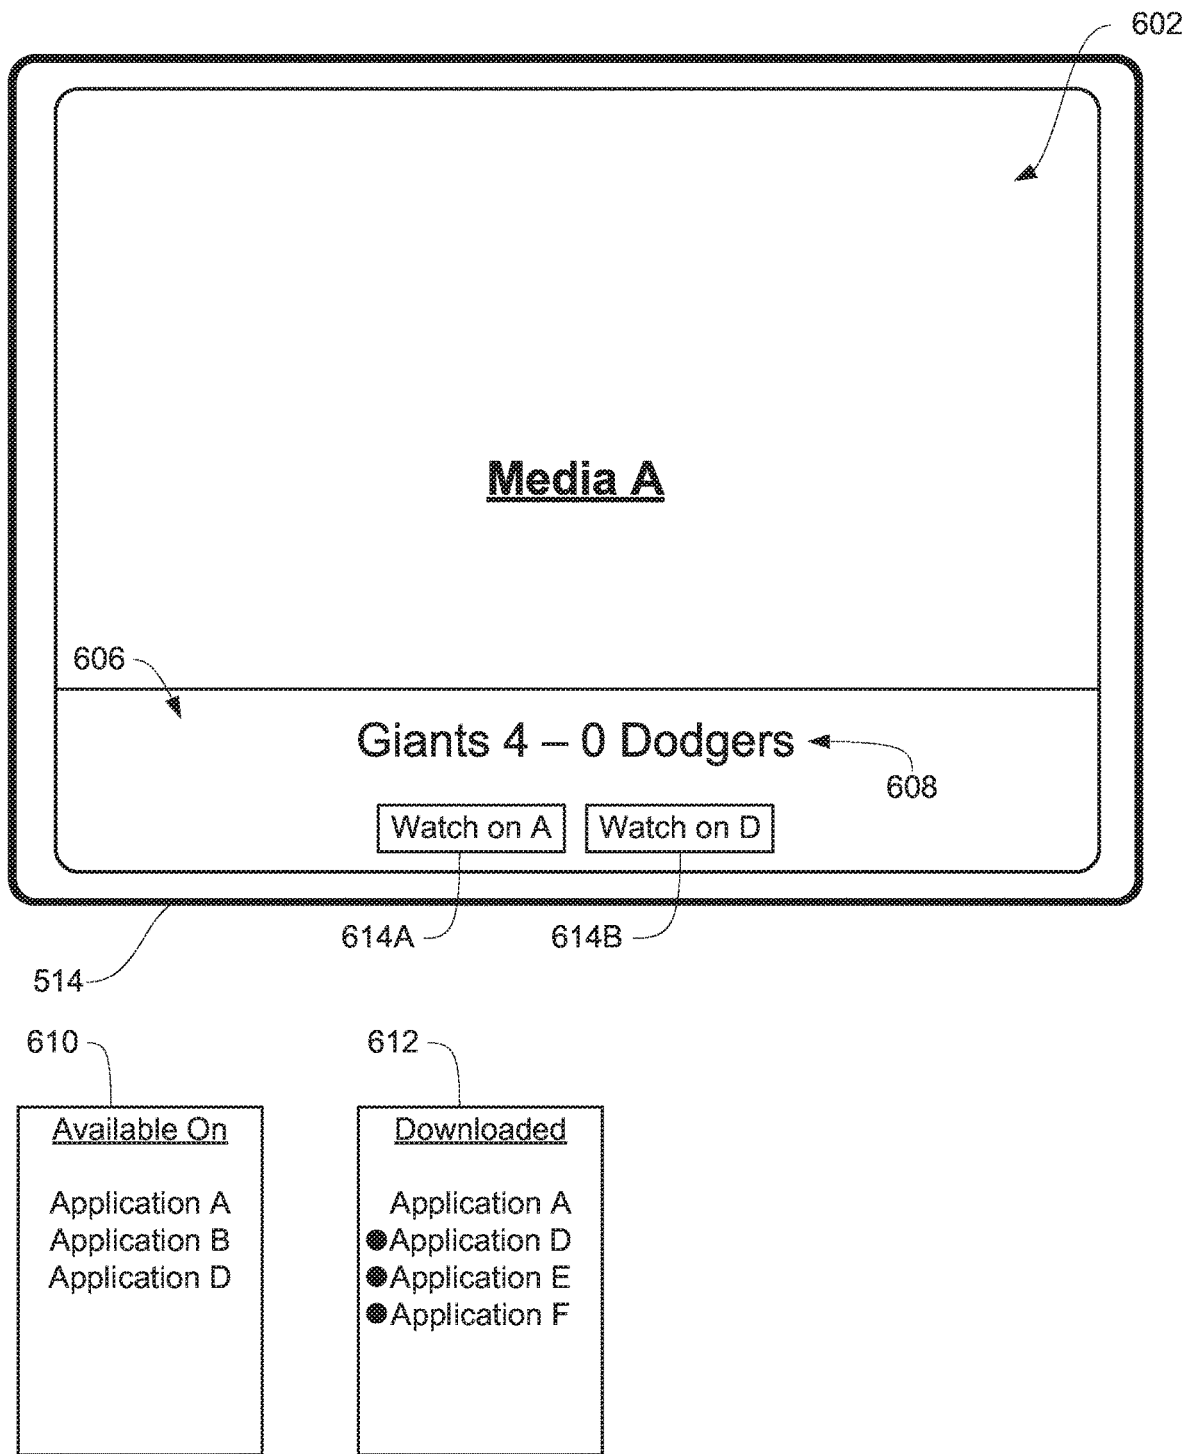 602
Media A
606
Giants 4 – 0 Dodgers
608
Watch on A Watch on D
614A 614B
514
610 612
Available On
Application A
Application B
Application D
Downloaded
Application A
●Application D
●Application E
●Application F